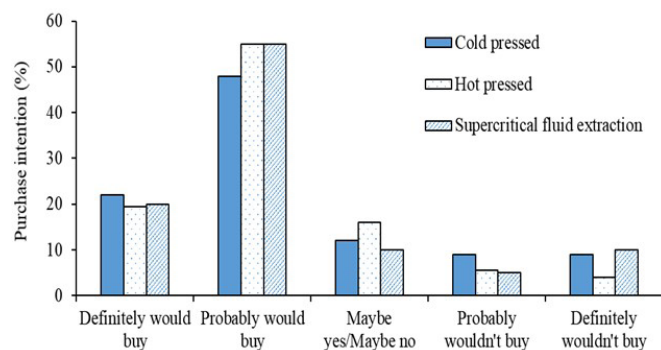 60
50
40
30
20
10
0
Purchase intention (%)
Cold pressed
Hot pressed
Supercritical fluid extraction
Definitely would
buy
Probably would
buy
Maybe
yes/Maybe no
Probably
wouldn't buy
Definitely
wouldn't buy